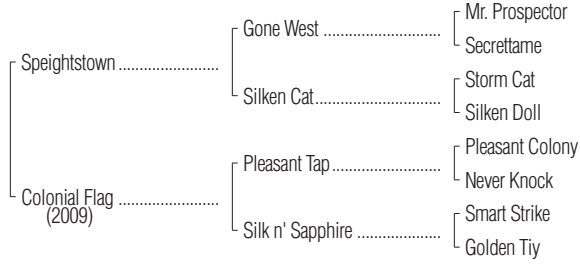 Mr. Prospector
Gone West
Secrettame
Speightstown
Storm Cat
Silken Cat
Silken Doll
Pleasant Colony
Pleasant Tap
Never Knock
Colonial Flag
(2009)
Smart Strike
Silk n' Sapphire
Golden Tiy